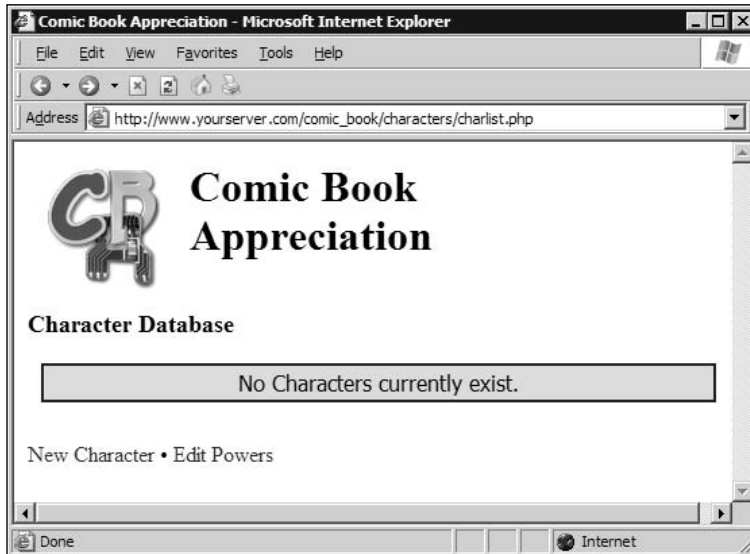 Comic Book Appreciation - Microsoft Internet Explorer
File Edit View Favorites Tools Help
Address http://www.yourserver.com/comic_book/characters/charlist.php
CB
Comic Book
Appreciation
Character Database
No Characters currently exist.
New Character • Edit Powers
Done
Internet